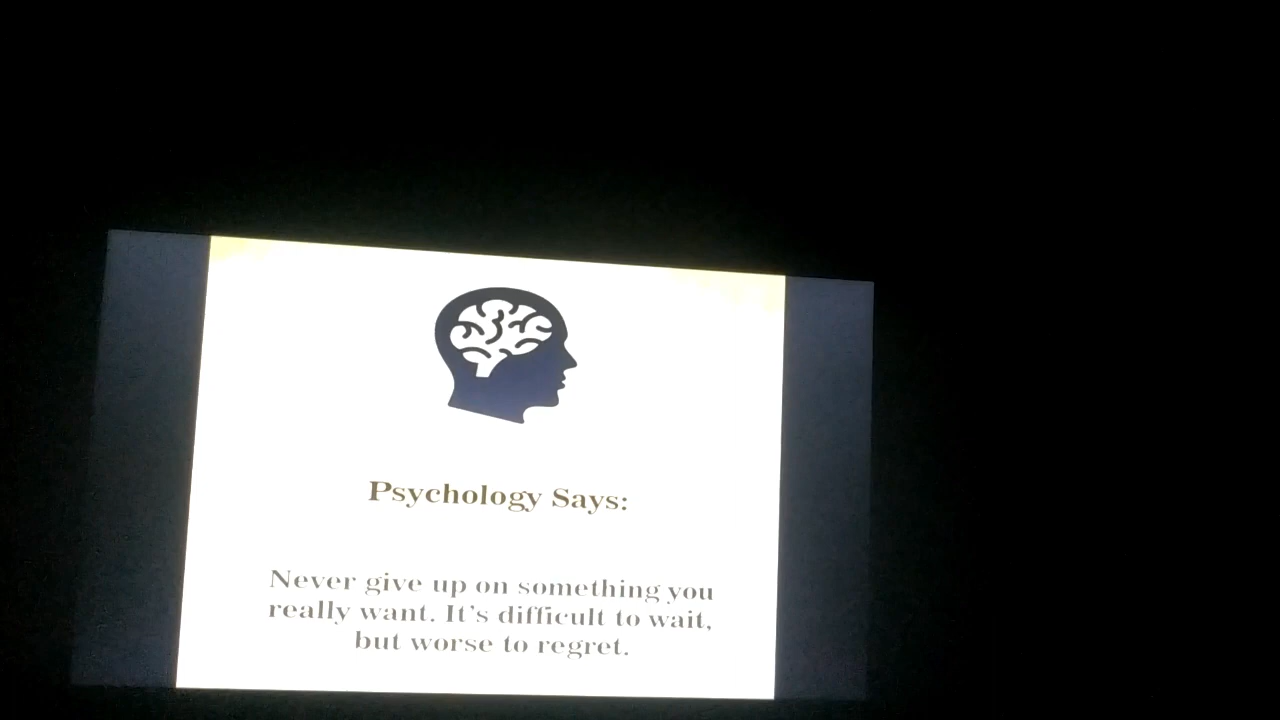 Psychology Says:
Never give up on something you
really want. It's difficult to wait,
but worse to regret.